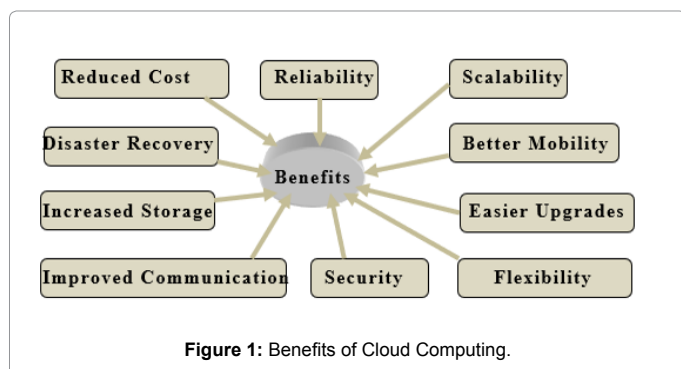 Reduced Cost
Reliability
Scalability
Disaster Recovery
Better Mobility
Benefits
Increased Storage
Easier Upgrades
Improved Communication
Security
Flexibility
Figure 1: Benefits of Cloud Computing.